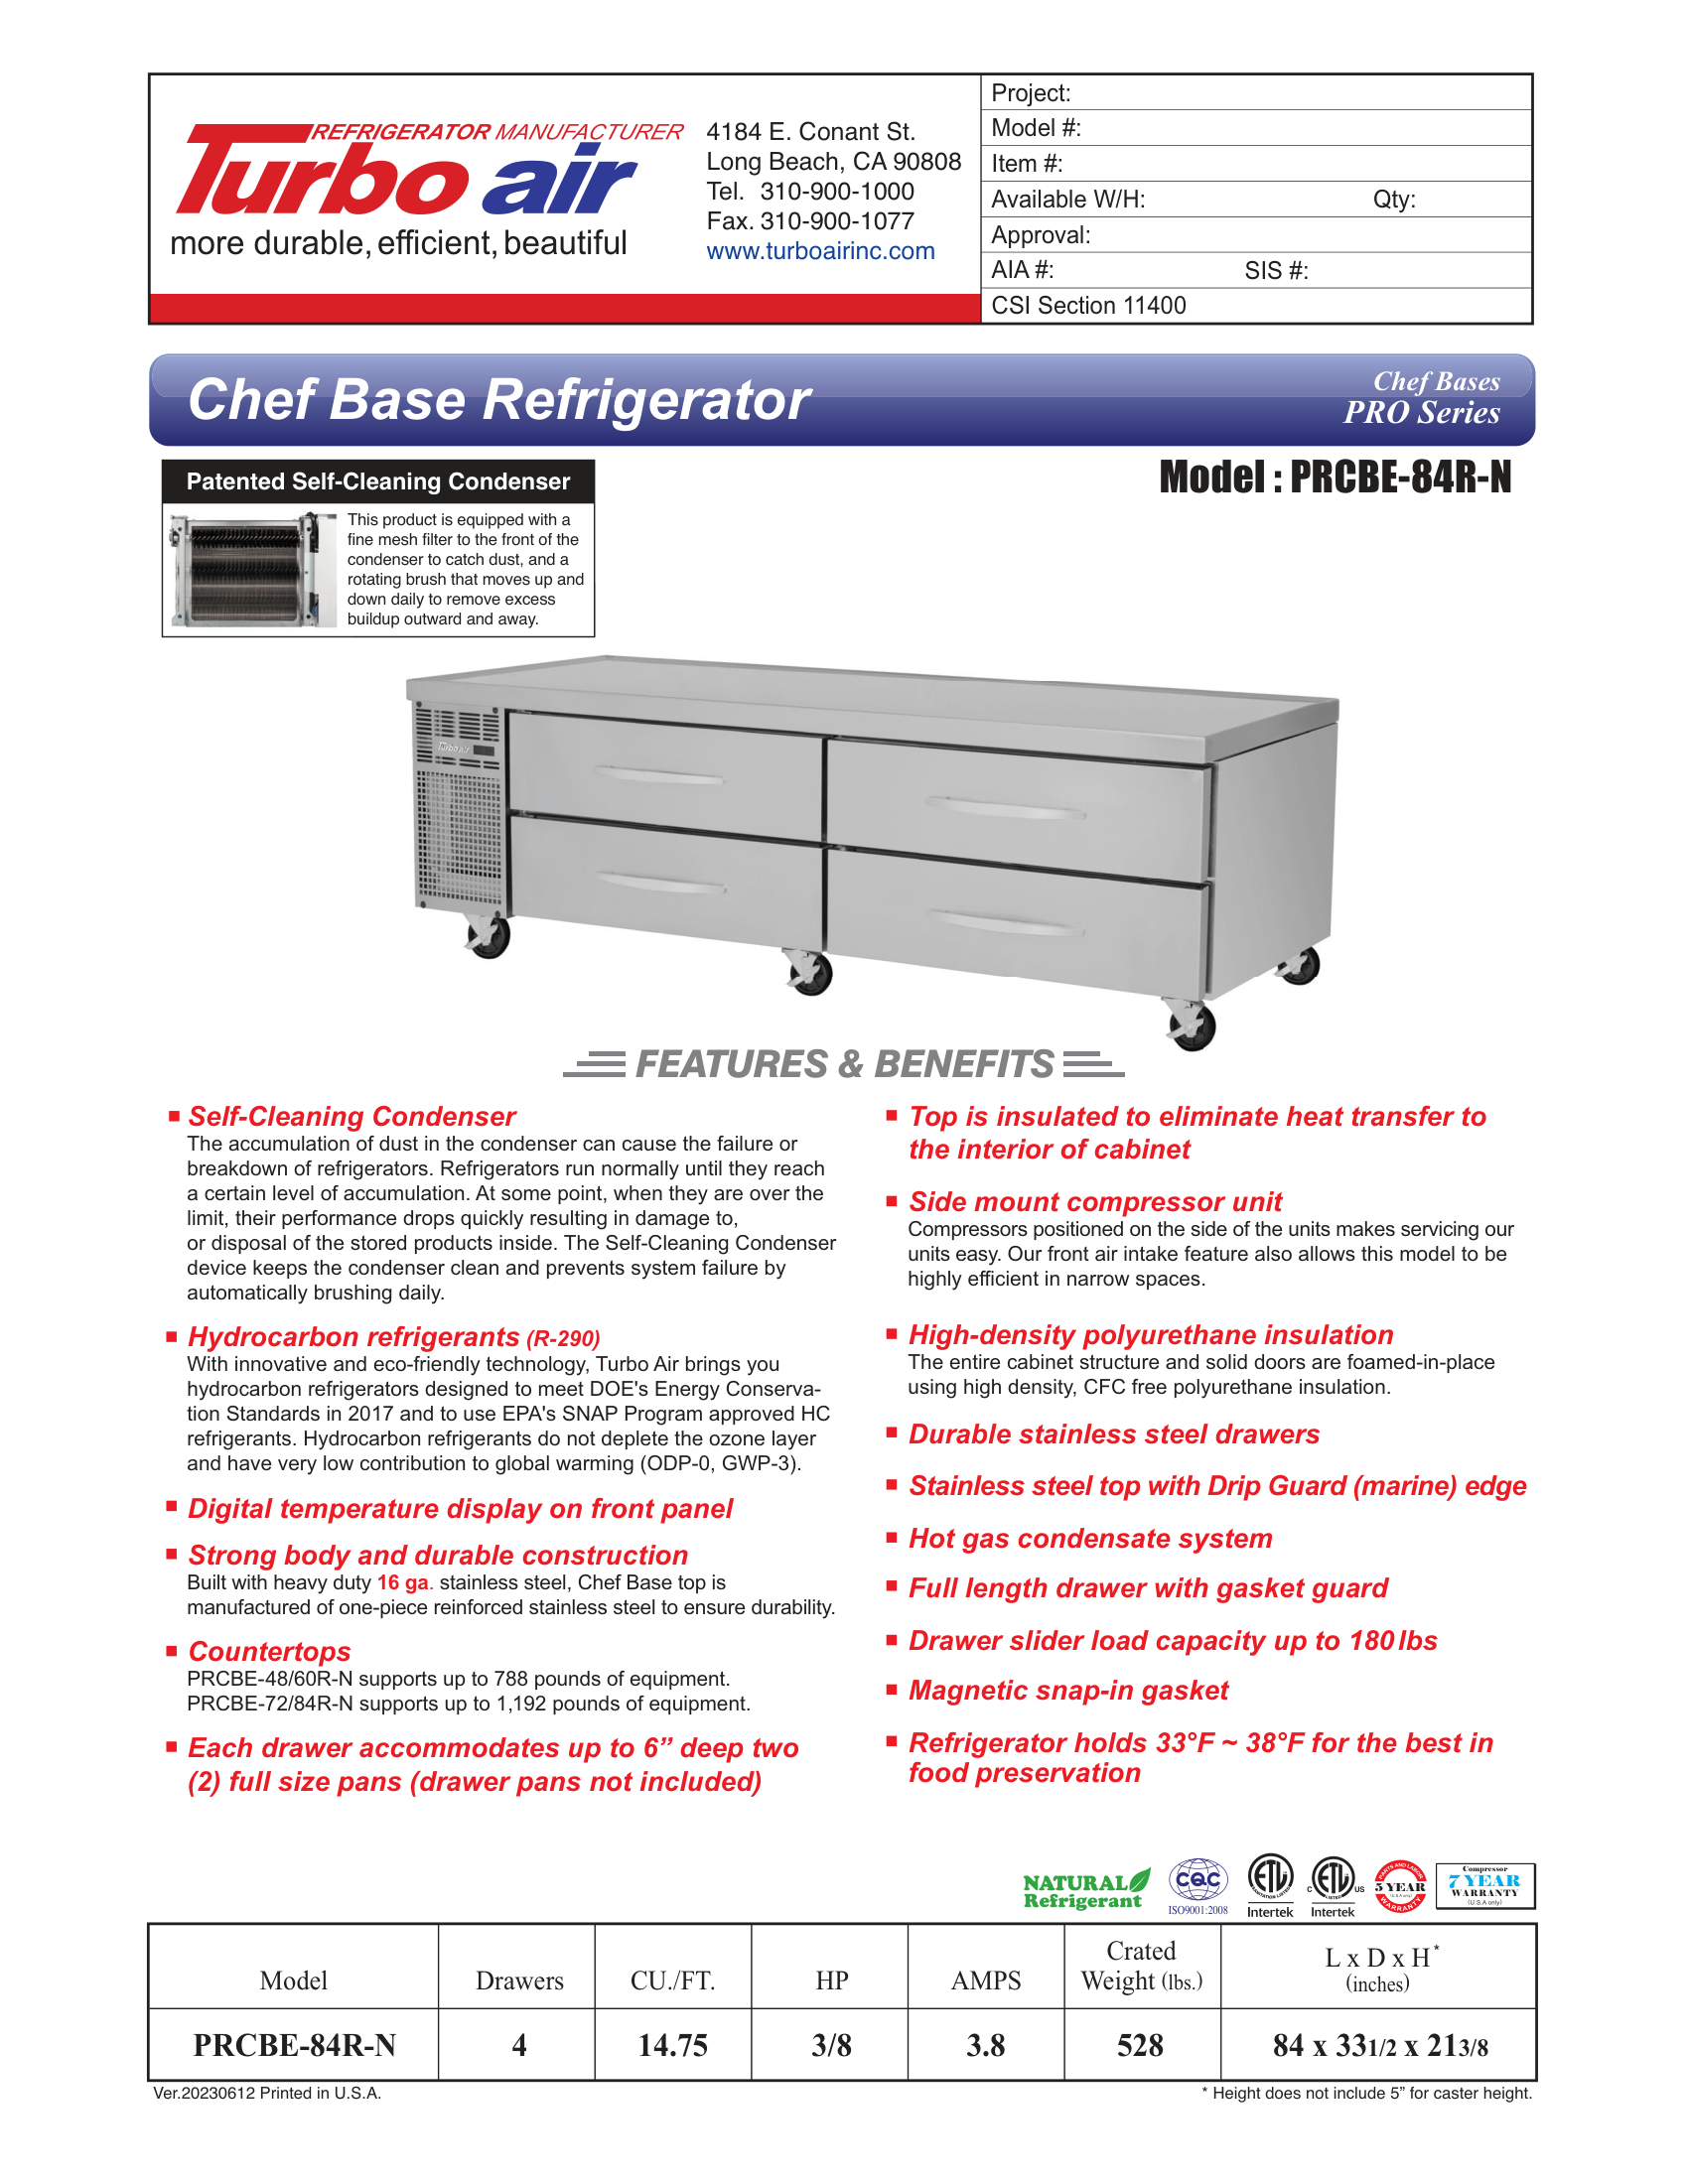 REFRIGERATOR MANUFACTURER
Turbo air
more durable, efficient, beautiful
4184 E. Conant St.
Long Beach, CA 90808
Tel. 310-900-1000
Fax. 310-900-1077
www.turboairinc.com
Project:
Model #:
Item #:
Available W/H: Qty:
Approval:
AIA #: SIS #:
CSI Section 11400
Chef Base Refrigerator
Chef Bases
PRO Series
Patented Self-Cleaning Condenser
This product is equipped with a
fine mesh filter to the front of the
condenser to catch dust, and a
rotating brush that moves up and
down daily to remove excess
buildup outward and away.
Model : PRCBE-84R-N
Turbo air
FEATURES & BENEFITS
■ Self-Cleaning Condenser
The accumulation of dust in the condenser can cause the failure or
breakdown of refrigerators. Refrigerators run normally until they reach
a certain level of accumulation. At some point, when they are over the
limit, their performance drops quickly resulting in damage to,
or disposal of the stored products inside. The Self-Cleaning Condenser
device keeps the condenser clean and prevents system failure by
automatically brushing daily.
■ Hydrocarbon refrigerants (R-290)
With innovative and eco-friendly technology, Turbo Air brings you
hydrocarbon refrigerators designed to meet DOE's Energy Conserva-
tion Standards in 2017 and to use EPA's SNAP Program approved HC
refrigerants. Hydrocarbon refrigerants do not deplete the ozone layer
and have very low contribution to global warming (ODP-0, GWP-3).
■ Digital temperature display on front panel
■ Strong body and durable construction
Built with heavy duty 16 ga. stainless steel, Chef Base top is
manufactured of one-piece reinforced stainless steel to ensure durability.
■ Countertops
PRCBE-48/60R-N supports up to 788 pounds of equipment.
PRCBE-72/84R-N supports up to 1,192 pounds of equipment.
■ Each drawer accommodates up to 6” deep two
(2) full size pans (drawer pans not included)
■ Top is insulated to eliminate heat transfer to
the interior of cabinet
■ Side mount compressor unit
Compressors positioned on the side of the units makes servicing our
units easy. Our front air intake feature also allows this model to be
highly efficient in narrow spaces.
■ High-density polyurethane insulation
The entire cabinet structure and solid doors are foamed-in-place
using high density, CFC free polyurethane insulation.
■ Durable stainless steel drawers
■ Stainless steel top with Drip Guard (marine) edge
■ Hot gas condensate system
■ Full length drawer with gasket guard
■ Drawer slider load capacity up to 180 lbs
■ Magnetic snap-in gasket
■ Refrigerator holds 33°F ~ 38°F for the best in
food preservation
NATURAL
Refrigerant
CQC
ISO9001:2008
ETL
SANITATION LISTED
Intertek
C ETL US
LISTED
Intertek
PARTS AND LABOR
5 YEAR
(U.S.A only)
WARRANTY
Compressor
7 YEAR
WARRANTY
(U.S.A only)
Model Drawers CU./FT. HP AMPS Crated Weight (lbs.) L x D x H* (inches)
PRCBE-84R-N 4 14.75 3/8 3.8 528 84 x 33 1/2 x 21 3/8
Ver.20230612 Printed in U.S.A.
* Height does not include 5” for caster height.